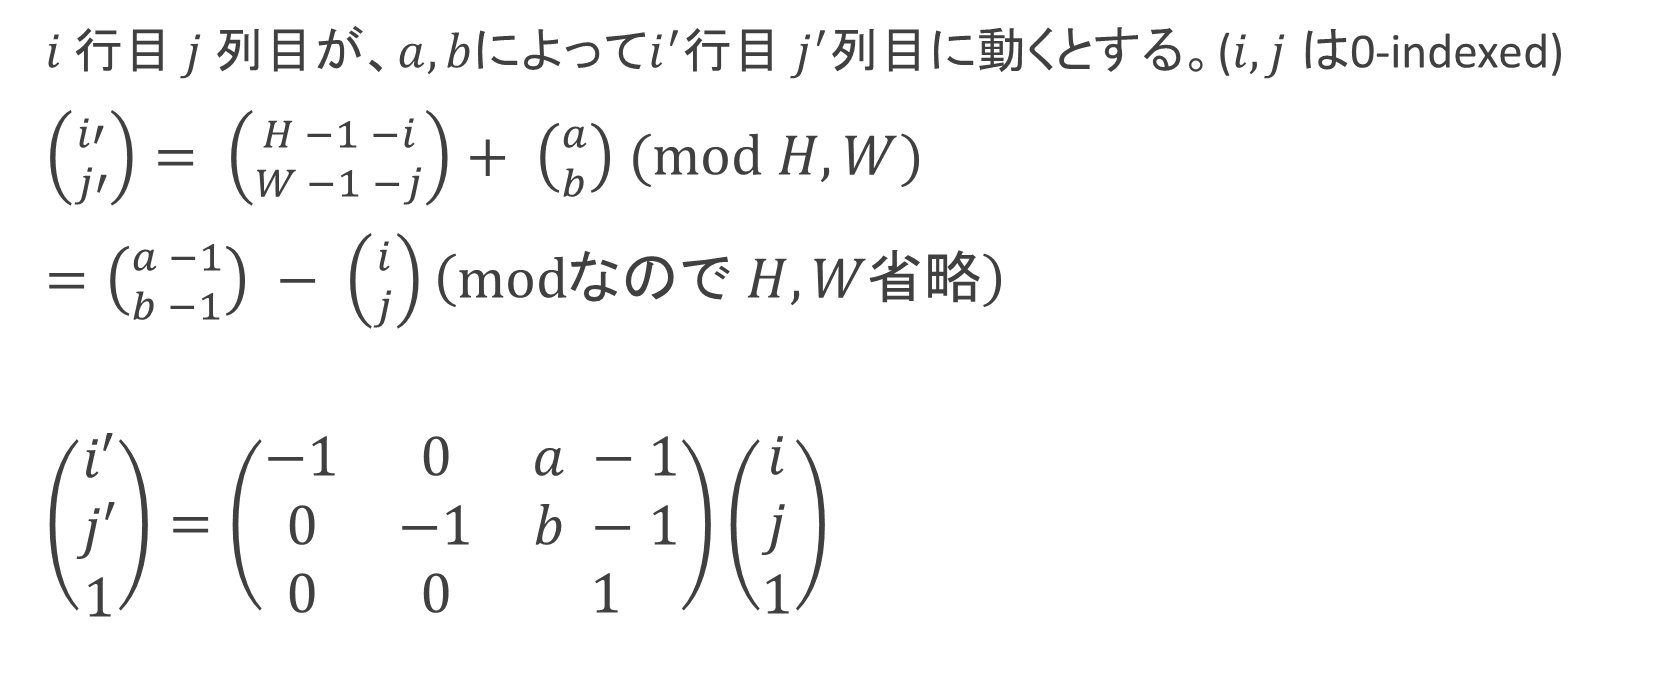 i 行目 j 列目が、a, bによってi′行目 j′列目に動くとする。(i, j は0-indexed)
(i′ j′) = (H −1 −i W −1 −j) + (a b) (mod H, W)
= (a −1 b −1) − (i j) (modなので H, W省略)
(i′ j′ 1) = (−1 0 a − 1 0 −1 b − 1 0 0 1) (i j 1)